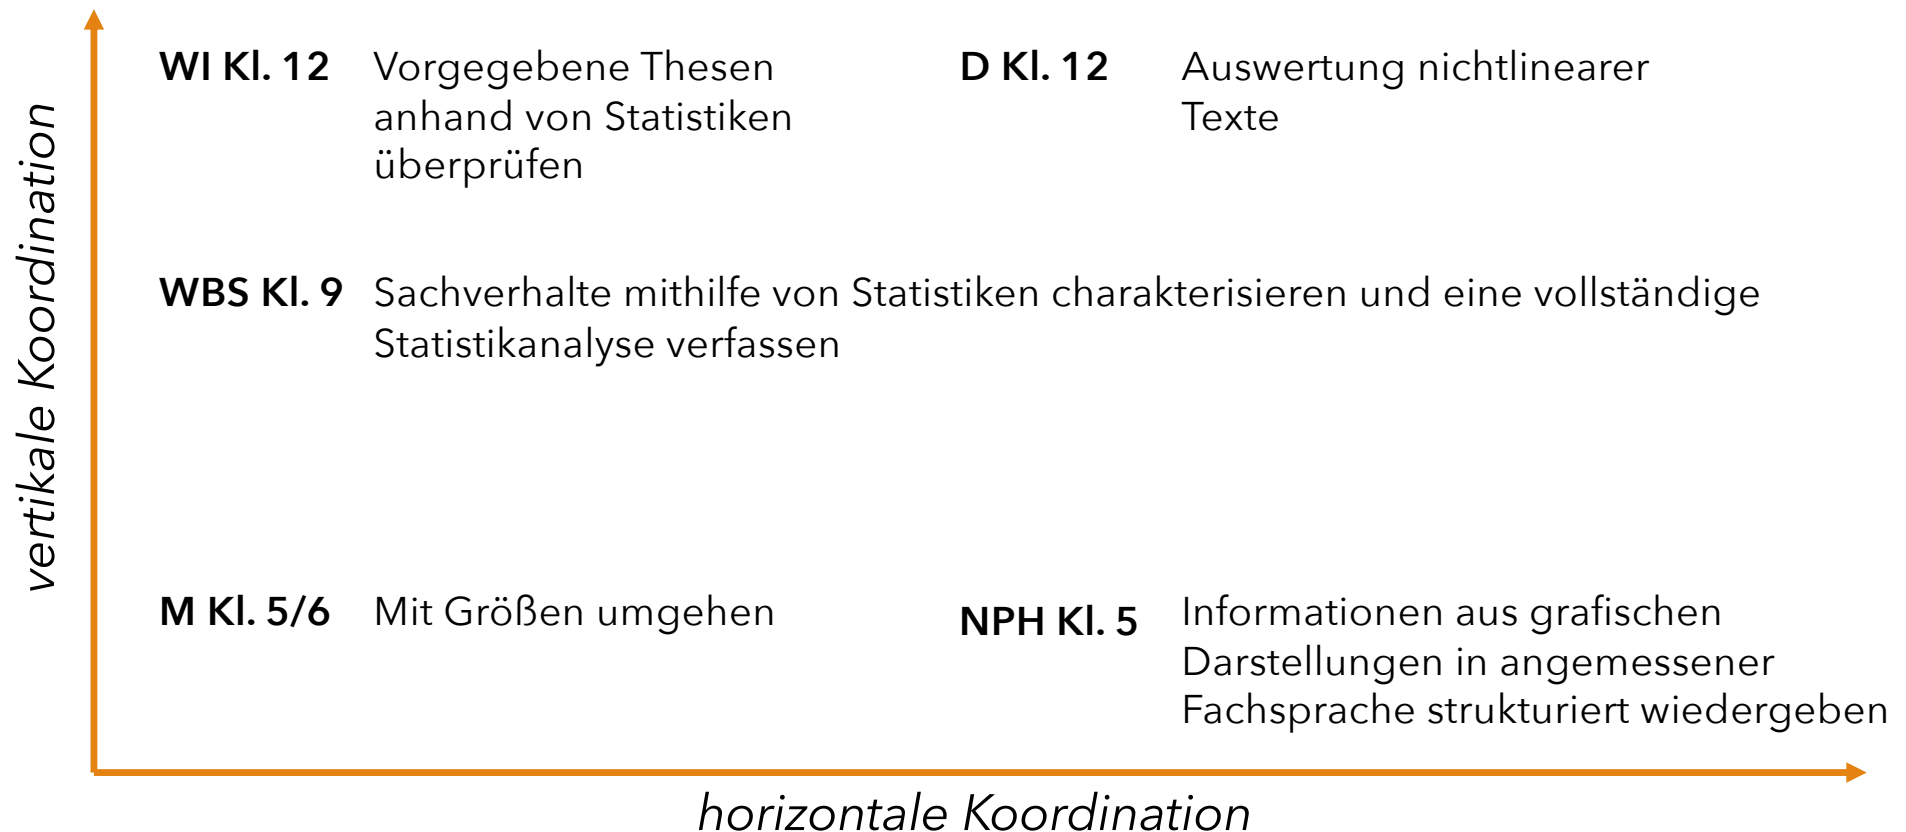 vertikale Koordination
WI Kl. 12
Vorgegebene Thesen
anhand von Statistiken
überprüfen
D Kl. 12
Auswertung nichtlinearer
Texte
WBS Kl. 9
Sachverhalte mithilfe von Statistiken charakterisieren und eine vollständige
Statistikanalyse verfassen
M Kl. 5/6
Mit Größen umgehen
NPH Kl. 5
Informationen aus grafischen
Darstellungen in angemessener
Fachsprache strukturiert wiedergeben
horizontale Koordination